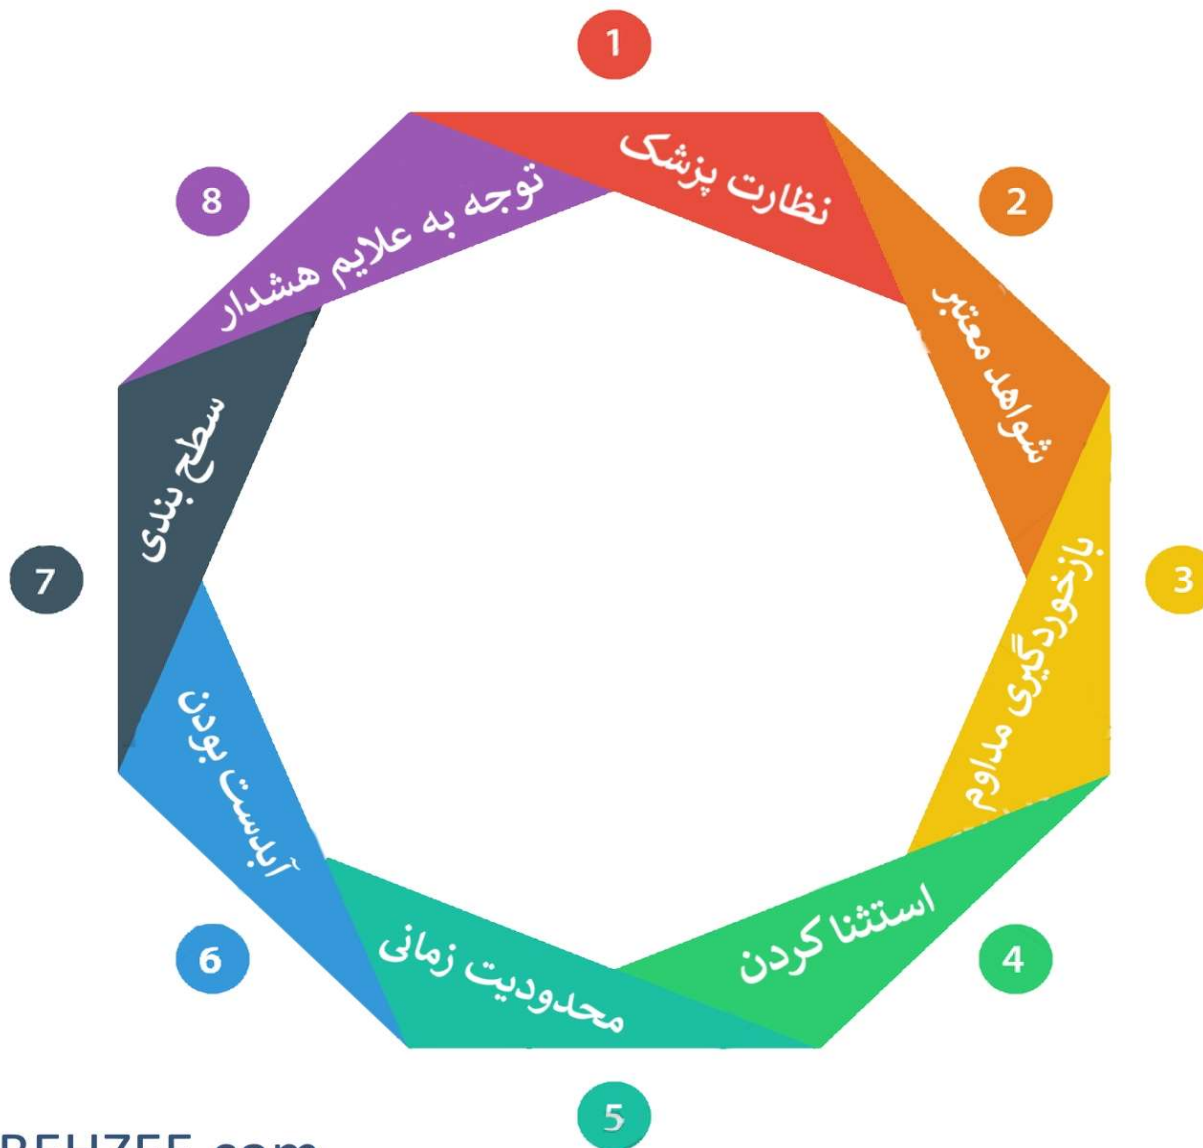 1
نظارت پزشک
2
شواهد معتبر
3
بازخوردگیری مداوم
4
استثنا کردن
5
محدودیت زمانی
6
آبدست بودن
7
سطح بندی
8
توجه به علایم هشدار